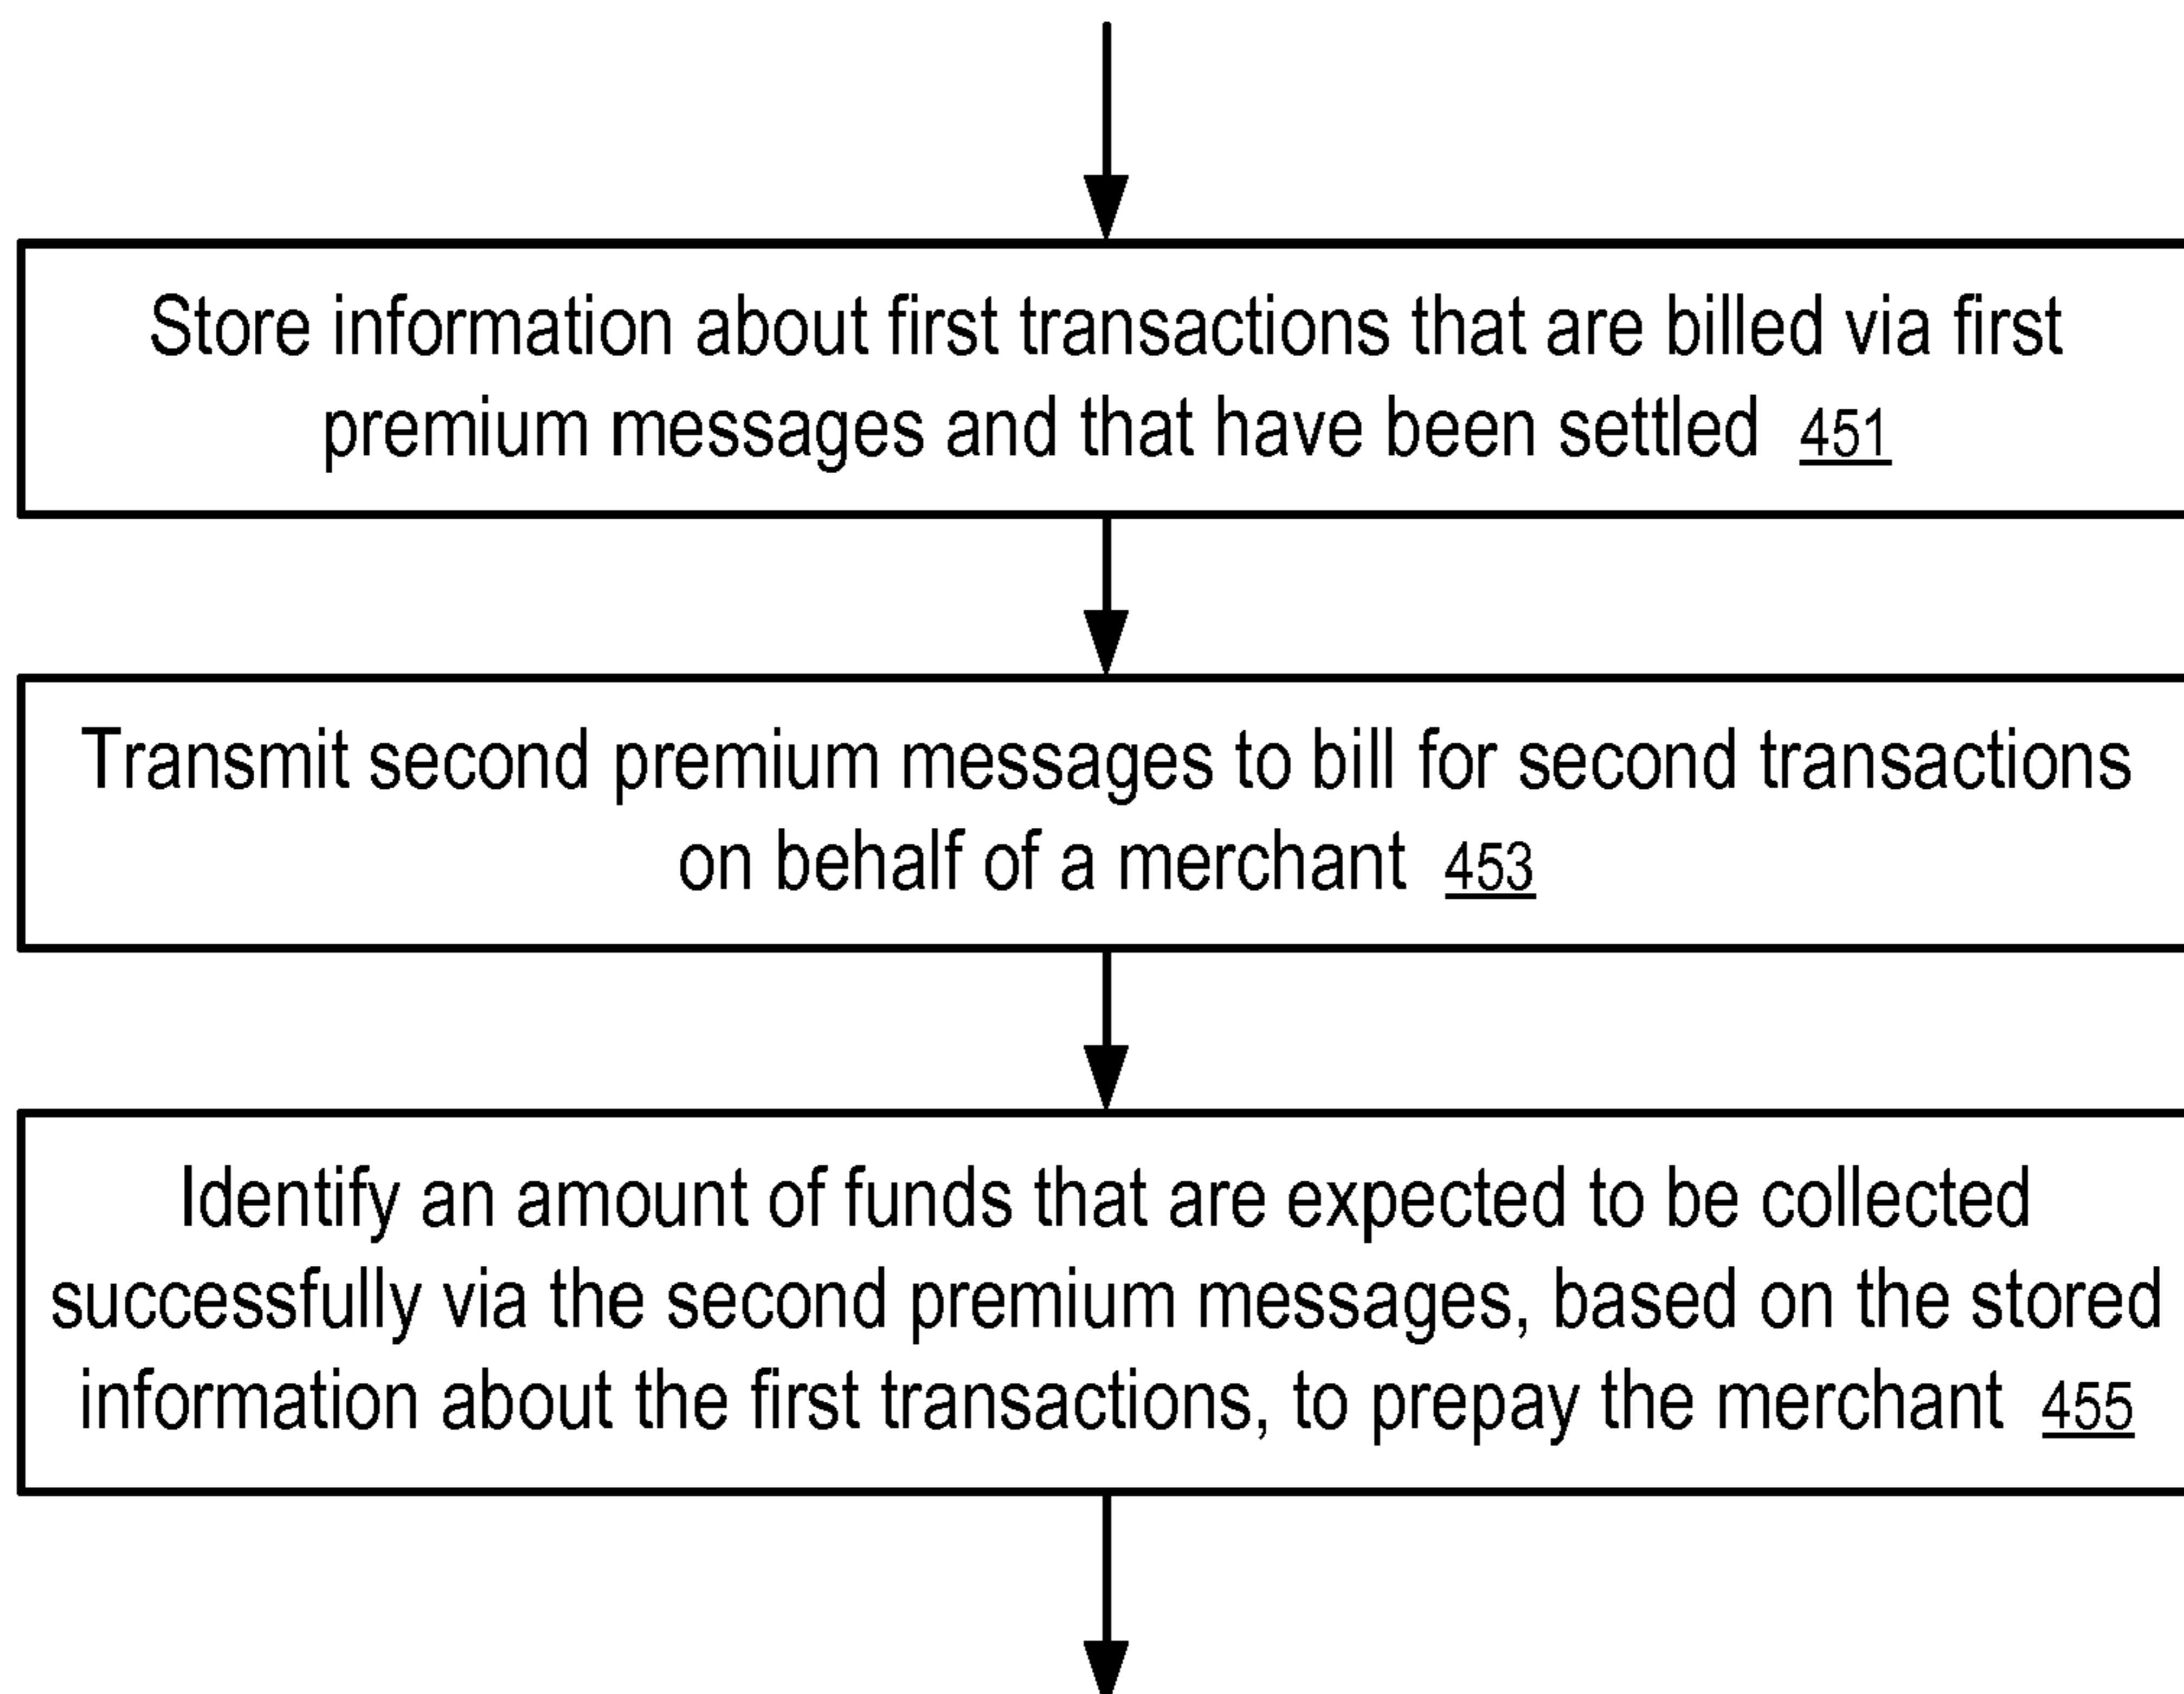 Store information about first transactions that are billed via first
premium messages and that have been settled 451
Transmit second premium messages to bill for second transactions
on behalf of a merchant 453
Identify an amount of funds that are expected to be collected
successfully via the second premium messages, based on the stored
information about the first transactions, to prepay the merchant 455